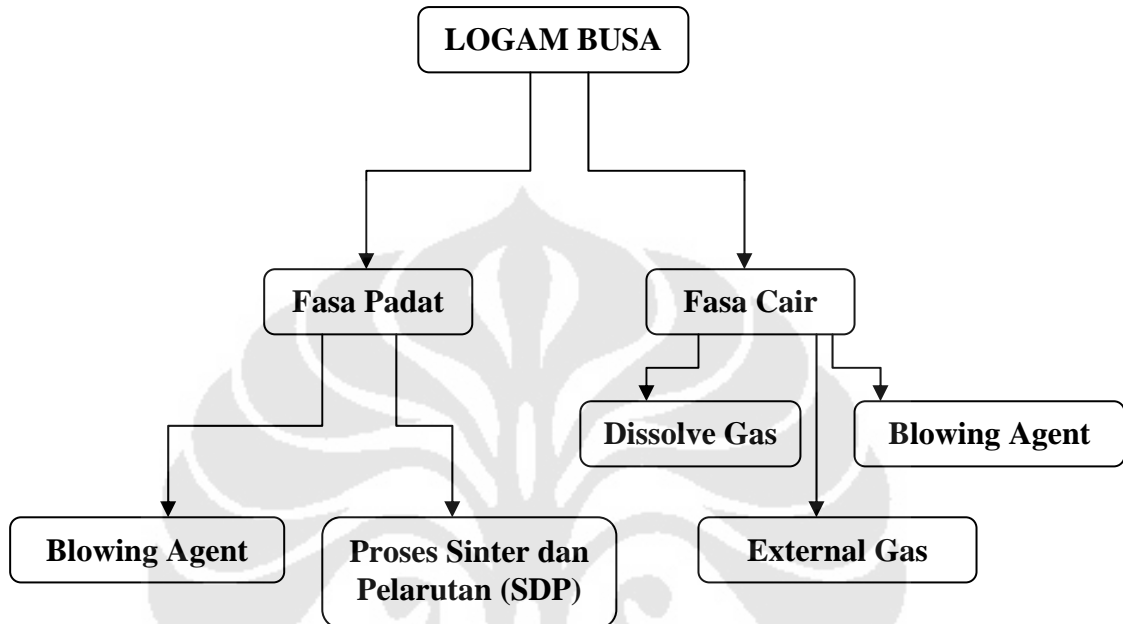 LOGAM BUSA
Fasa Padat
Fasa Cair
Dissolve Gas
Blowing Agent
Blowing Agent
Proses Sinter dan
Pelarutan (SDP)
External Gas